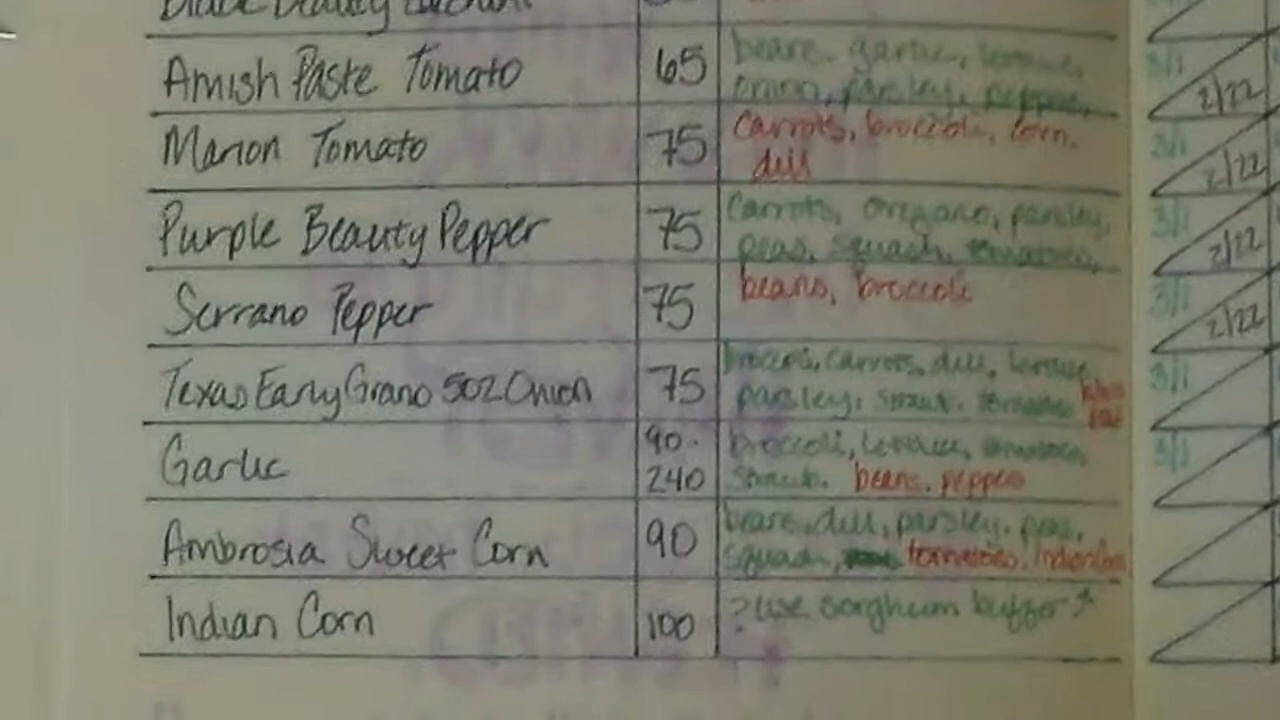 Black Beauty
Amish Paste Tomato 65 beans, garlic, lettuce, 3/1
onion, parsley, peppers, 2/22
Marion Tomato 75 carrots, broccoli, corn, 3/1
dill 2/22
Purple Beauty Pepper 75 carrots, oregano, parsley, 3/1
peas, squash, tomatoes, 2/22
Serrano Pepper 75 beans, broccoli 3/1
2/22
Texas Early Grano 502 Onion 75 broccoli, carrots, dill, lettuce, 3/1
parsley, tomatoes
Garlic 90- broccoli, lettuce, tomatoes, 3/1
240 beans, peppers
Ambrosia Sweet Corn 90 beans, dill, parsley, peas,
squash, tomatoes, Indian Corn
Indian Corn 100 ? use sorghum buffer *